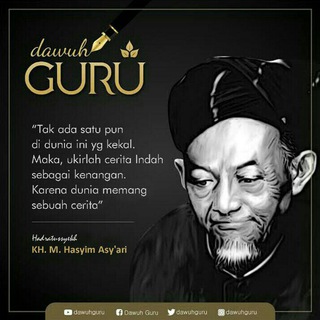 dawuh
GURU
“Tak ada satu pun
di dunia ini yg kekal.
Maka, ukirlah cerita Indah
sebagai kenangan.
Karena dunia memang
sebuah cerita”
Hadratussyekh
KH. M. Hasyim Asy'ari
dawuhguru Dawuh Guru dawuhguru dawuhguru